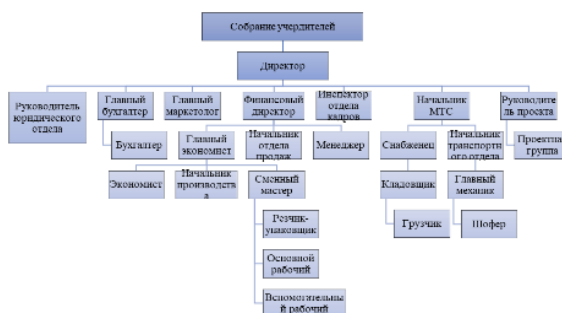 Собрание учердителей
Директор
Руководитель
юридического
отдела
Главный
бухгалтер
Главный
маркетолог
Финансовый
директор
Инспектор
отдела
кадров
Начальник
МТС
Руководите
ль проекта
Бухгалтер
Главный
экономист
Начальник
отдела
продаж
Менеджер
Снабженец
Начальник
транспортн
ого отдела
Проектная
группа
Экономист
Начальник
производств
а
Сменный
мастер
Кладовщик
Главный
механик
Резчик-
упаковщик
Грузчик
Шофер
Основной
рабочий
Вспомогательны
й рабочий